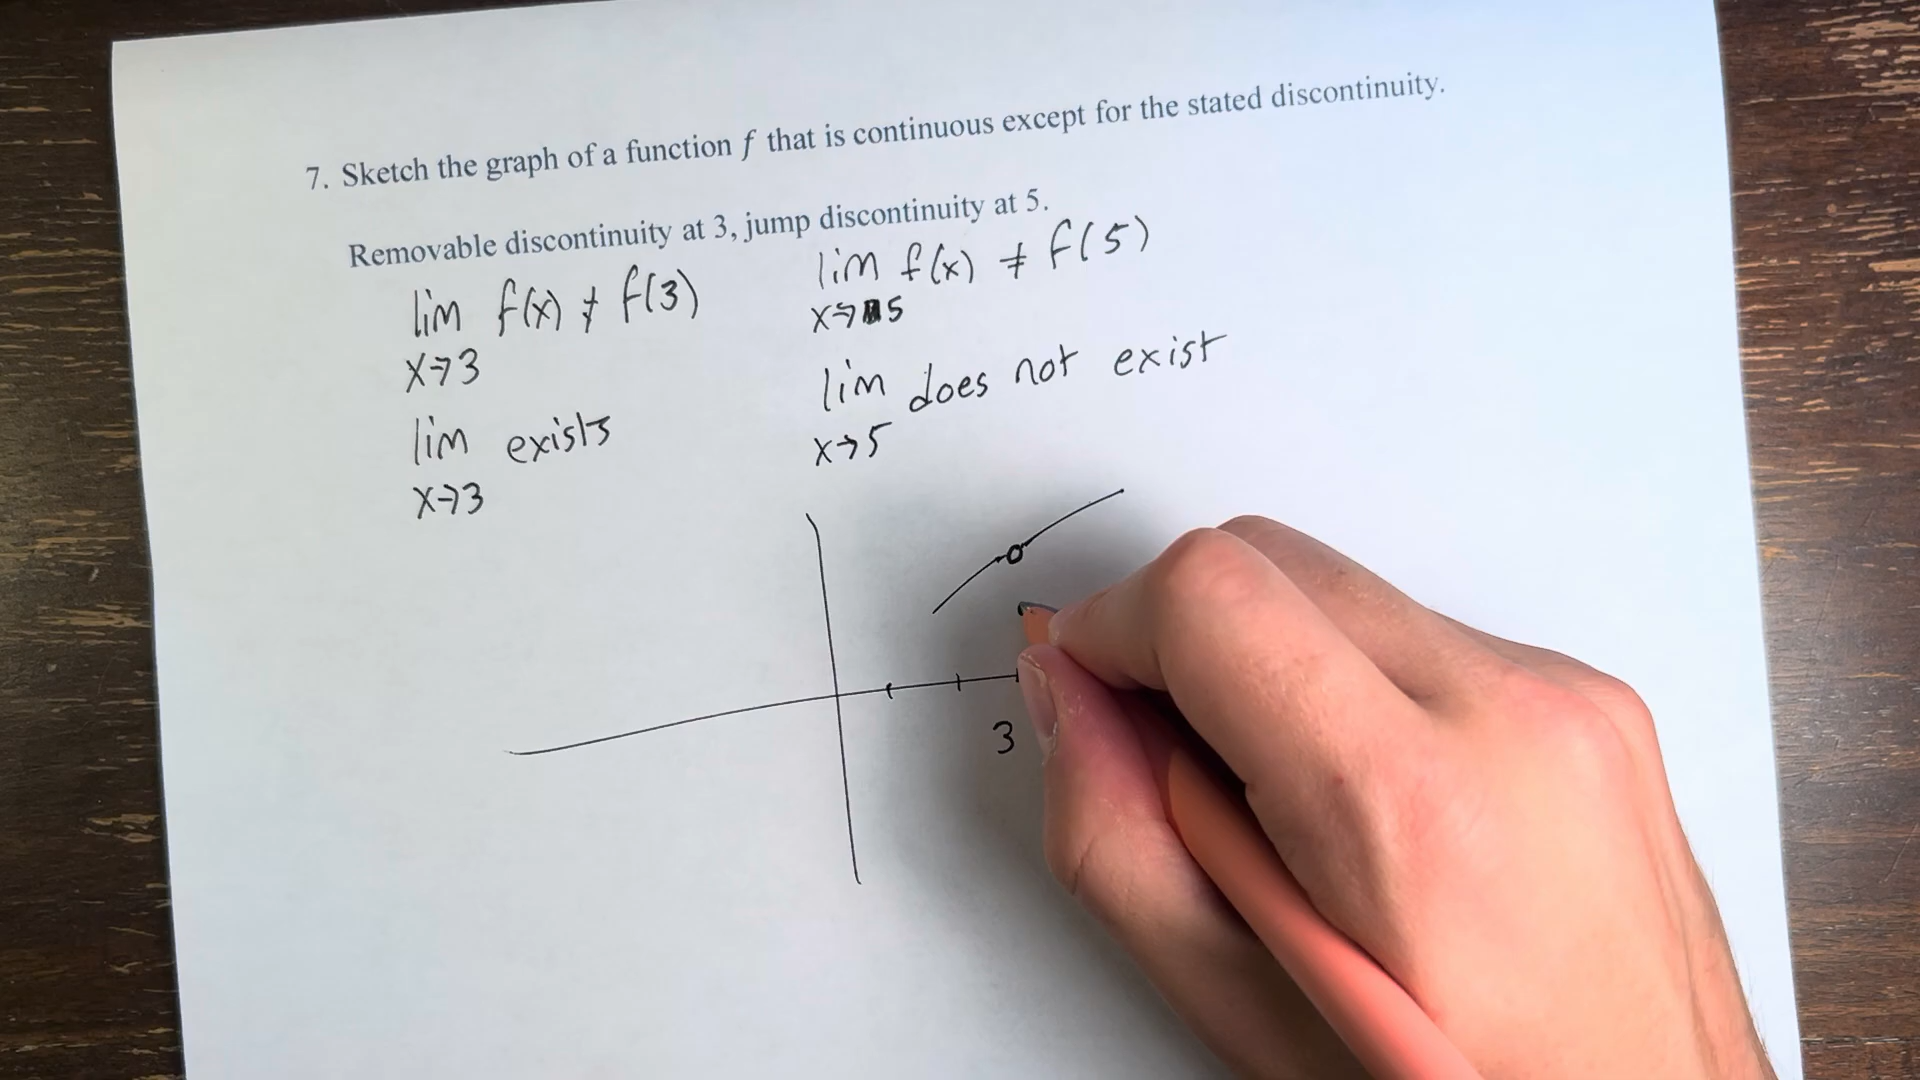 7. Sketch the graph of a function f that is continuous except for the stated discontinuity.
Removable discontinuity at 3, jump discontinuity at 5.
lim f(x) ≠ f(3)
x→3
lim exists
x→3
lim f(x) ≠ f(5)
x→5
lim does not exist
x→5
3